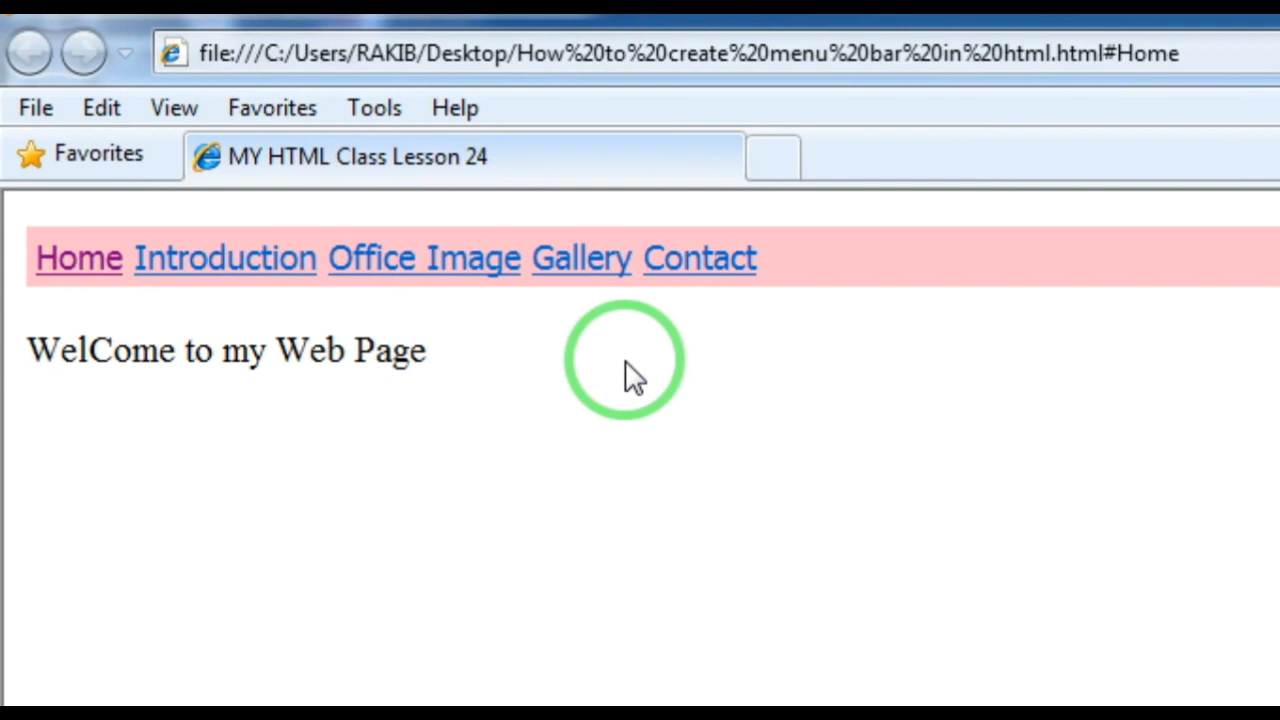 file:///C:/Users/RAKIB/Desktop/How%20to%20create%20menu%20bar%20in%20html.html#Home
File Edit View Favorites Tools Help
Favorites MY HTML Class Lesson 24
Home Introduction Office Image Gallery Contact
WelCome to my Web Page